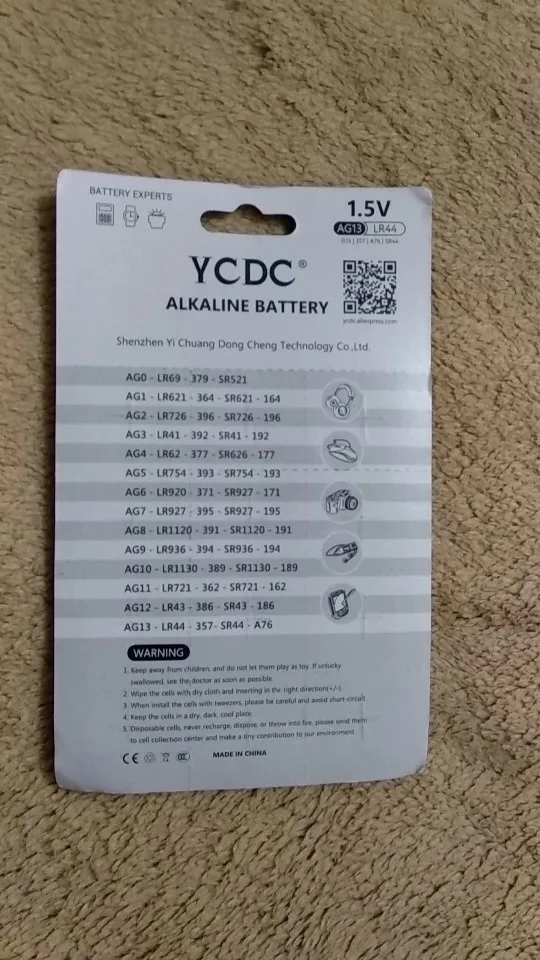 BATTERY EXPERTS
1.5V
AG13 LR44
G13 | 357 | A76 | SR44
YCDC®
ALKALINE BATTERY
ycdc.aliexpress.com
Shenzhen Yi Chuang Dong Cheng Technology Co.,Ltd.
AG0 - LR69 - 379 - SR521
AG1 - LR621 - 364 - SR621 - 164
AG2 - LR726 - 396 - SR726 - 196
AG3 - LR41 - 392 - SR41 - 192
AG4 - LR62 - 377 - SR626 - 177
AG5 - LR754 - 393 - SR754 - 193
AG6 - LR920 - 371 - SR927 - 171
AG7 - LR927 - 395 - SR927 - 195
AG8 - LR1120 - 391 - SR1120 - 191
AG9 - LR936 - 394 - SR936 - 194
AG10 - LR1130 - 389 - SR1130 - 189
AG11 - LR721 - 362 - SR721 - 162
AG12 - LR43 - 386 - SR43 - 186
AG13 - LR44 - 357- SR44 - A76
WARNING
1. Keep away from children, and do not let them play as toy. If unlucky
swallowed, see the doctor as soon as possible.
2. Wipe the cells with dry cloth and inserting in the right direction(+/-).
3. When install the cells with tweezers, please be careful and avoid short-circuit.
4. Keep the cells in a dry, dark, cool place.
5. Disposable cells, never recharge, dispose, or throw into fire, please send them
to cell collection center and make a tiny contribution to our environment.
CE
MADE IN CHINA